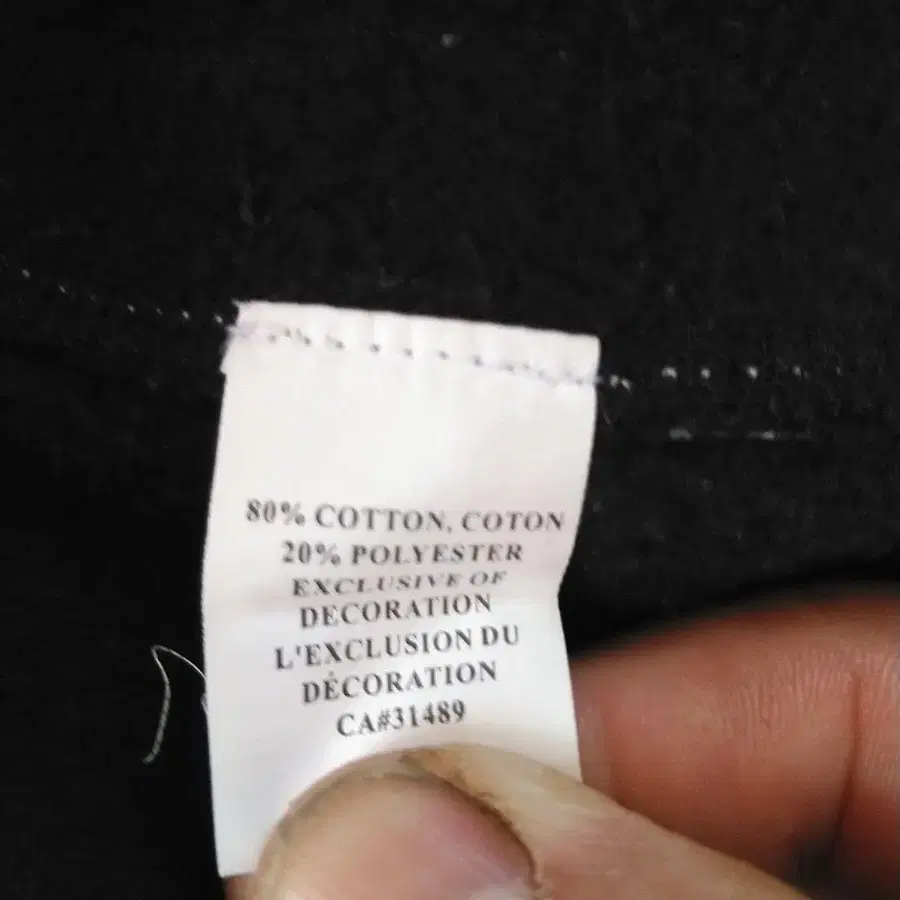 80% COTTON, COTON
20% POLYESTER
EXCLUSIVE OF
DECORATION
L'EXCLUSION DU
DÉCORATION
CA#31489